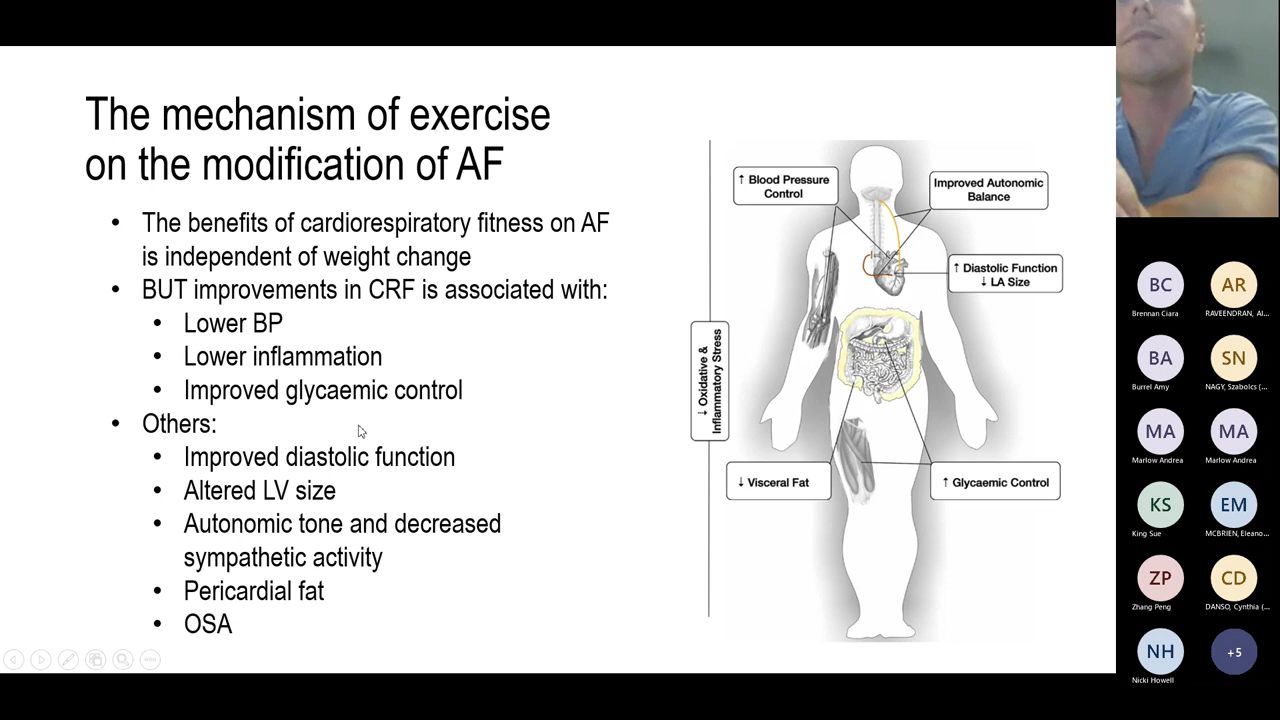 The mechanism of exercise
on the modification of AF
• The benefits of cardiorespiratory fitness on AF
is independent of weight change
• BUT improvements in CRF is associated with:
• Lower BP
• Lower inflammation
• Improved glycaemic control
• Others:
• Improved diastolic function
• Altered LV size
• Autonomic tone and decreased
sympathetic activity
• Pericardial fat
• OSA
↑ Blood Pressure
Control
Improved Autonomic
Balance
↑ Diastolic Function
↓ LA Size
↓ Oxidative &
Inflammatory Stress
↓ Visceral Fat
↑ Glycaemic Control
BC
Brennan Ciara
AR
RAVEENDRAN, Al...
BA
Burrel Amy
SN
NAGY, Szabolcs (...
MA
Marlow Andrea
MA
Marlow Andrea
KS
King Sue
EM
MCBRIEN, Eleano...
ZP
Zhang Peng
CD
DANSO, Cynthia (...
NH
Nicki Howell
+5